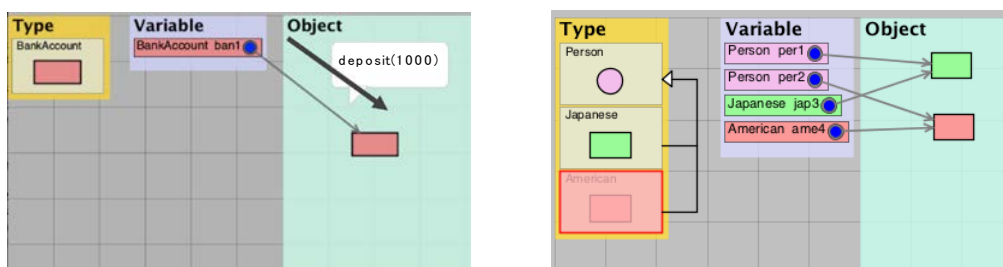 Type
Variable
Object
BankAccount
BankAccount ban1
deposit(1000)
Type
Variable
Object
Person
Person per1
Person per2
Japanese
Japanese jap3
American ame4
American